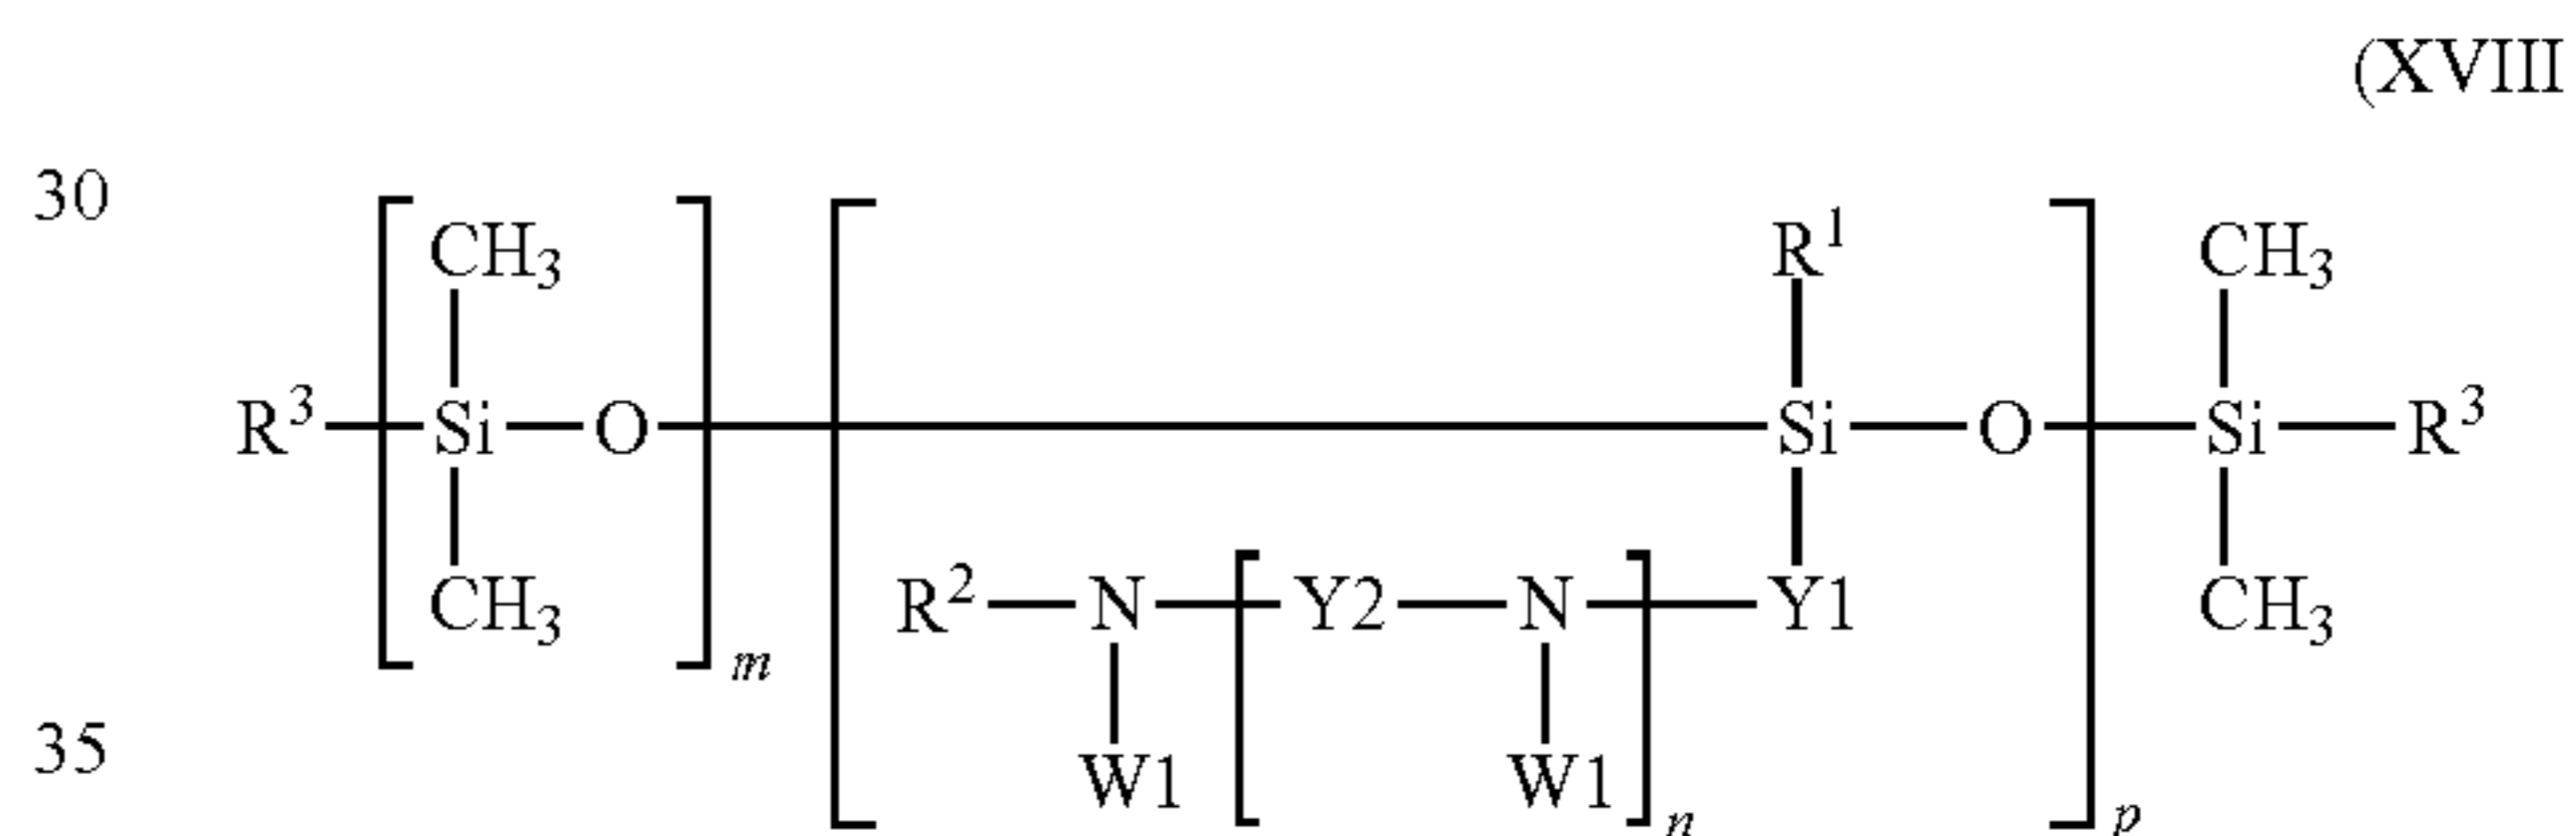 (XVIII
30
CH3 R1 CH3
R3 Si O Si O Si R3
CH3 R2 N Y2 N Y1 CH3
m
35 W1 W1 n p